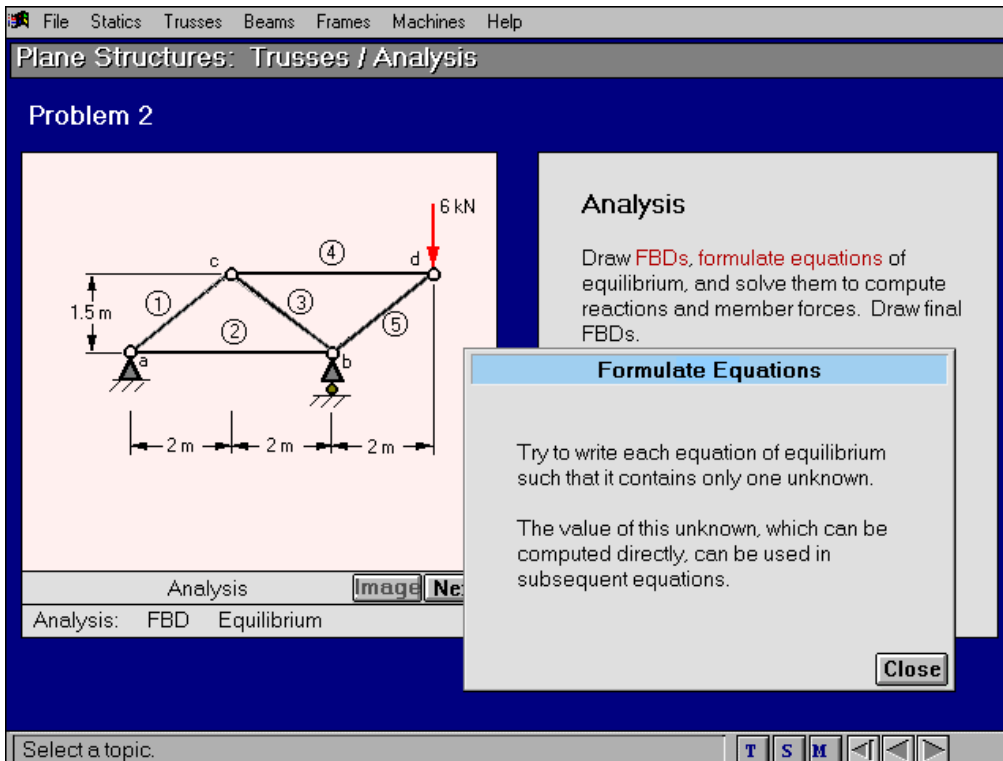 File Statics Trusses Beams Frames Machines Help
Plane Structures: Trusses / Analysis
Problem 2
6 kN
c 4 d
1.5 m 1 3
2 5
a b
2 m 2 m 2 m
Analysis Image Ne
Analysis: FBD Equilibrium
Analysis
Draw FBDs, formulate equations of
equilibrium, and solve them to compute
reactions and member forces. Draw final
FBDs.
Formulate Equations
Try to write each equation of equilibrium
such that it contains only one unknown.
The value of this unknown, which can be
computed directly, can be used in
subsequent equations.
Close
Select a topic.
T S M